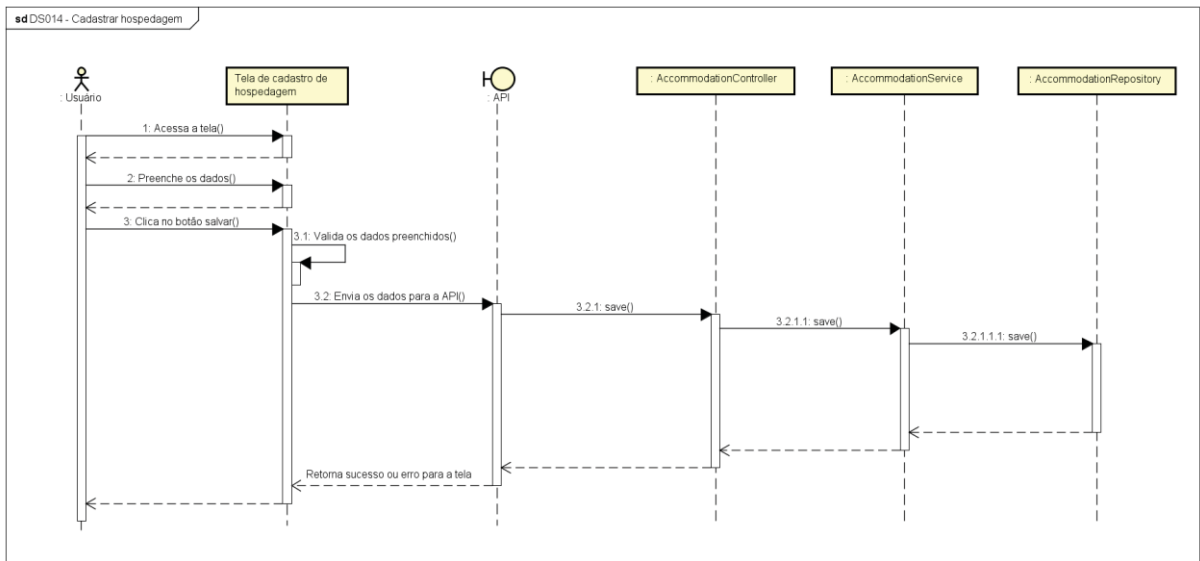 sd DS014 - Cadastrar hospedagem
: Usuário
Tela de cadastro de
hospedagem
: API
: AccommodationController
: AccommodationService
: AccommodationRepository
1: Acessa a tela()
2: Preenche os dados()
3: Clica no botão salvar()
3.1: Valida os dados preenchidos()
3.2: Envia os dados para a API()
3.2.1: save()
3.2.1.1: save()
3.2.1.1.1: save()
Retorna sucesso ou erro para a tela